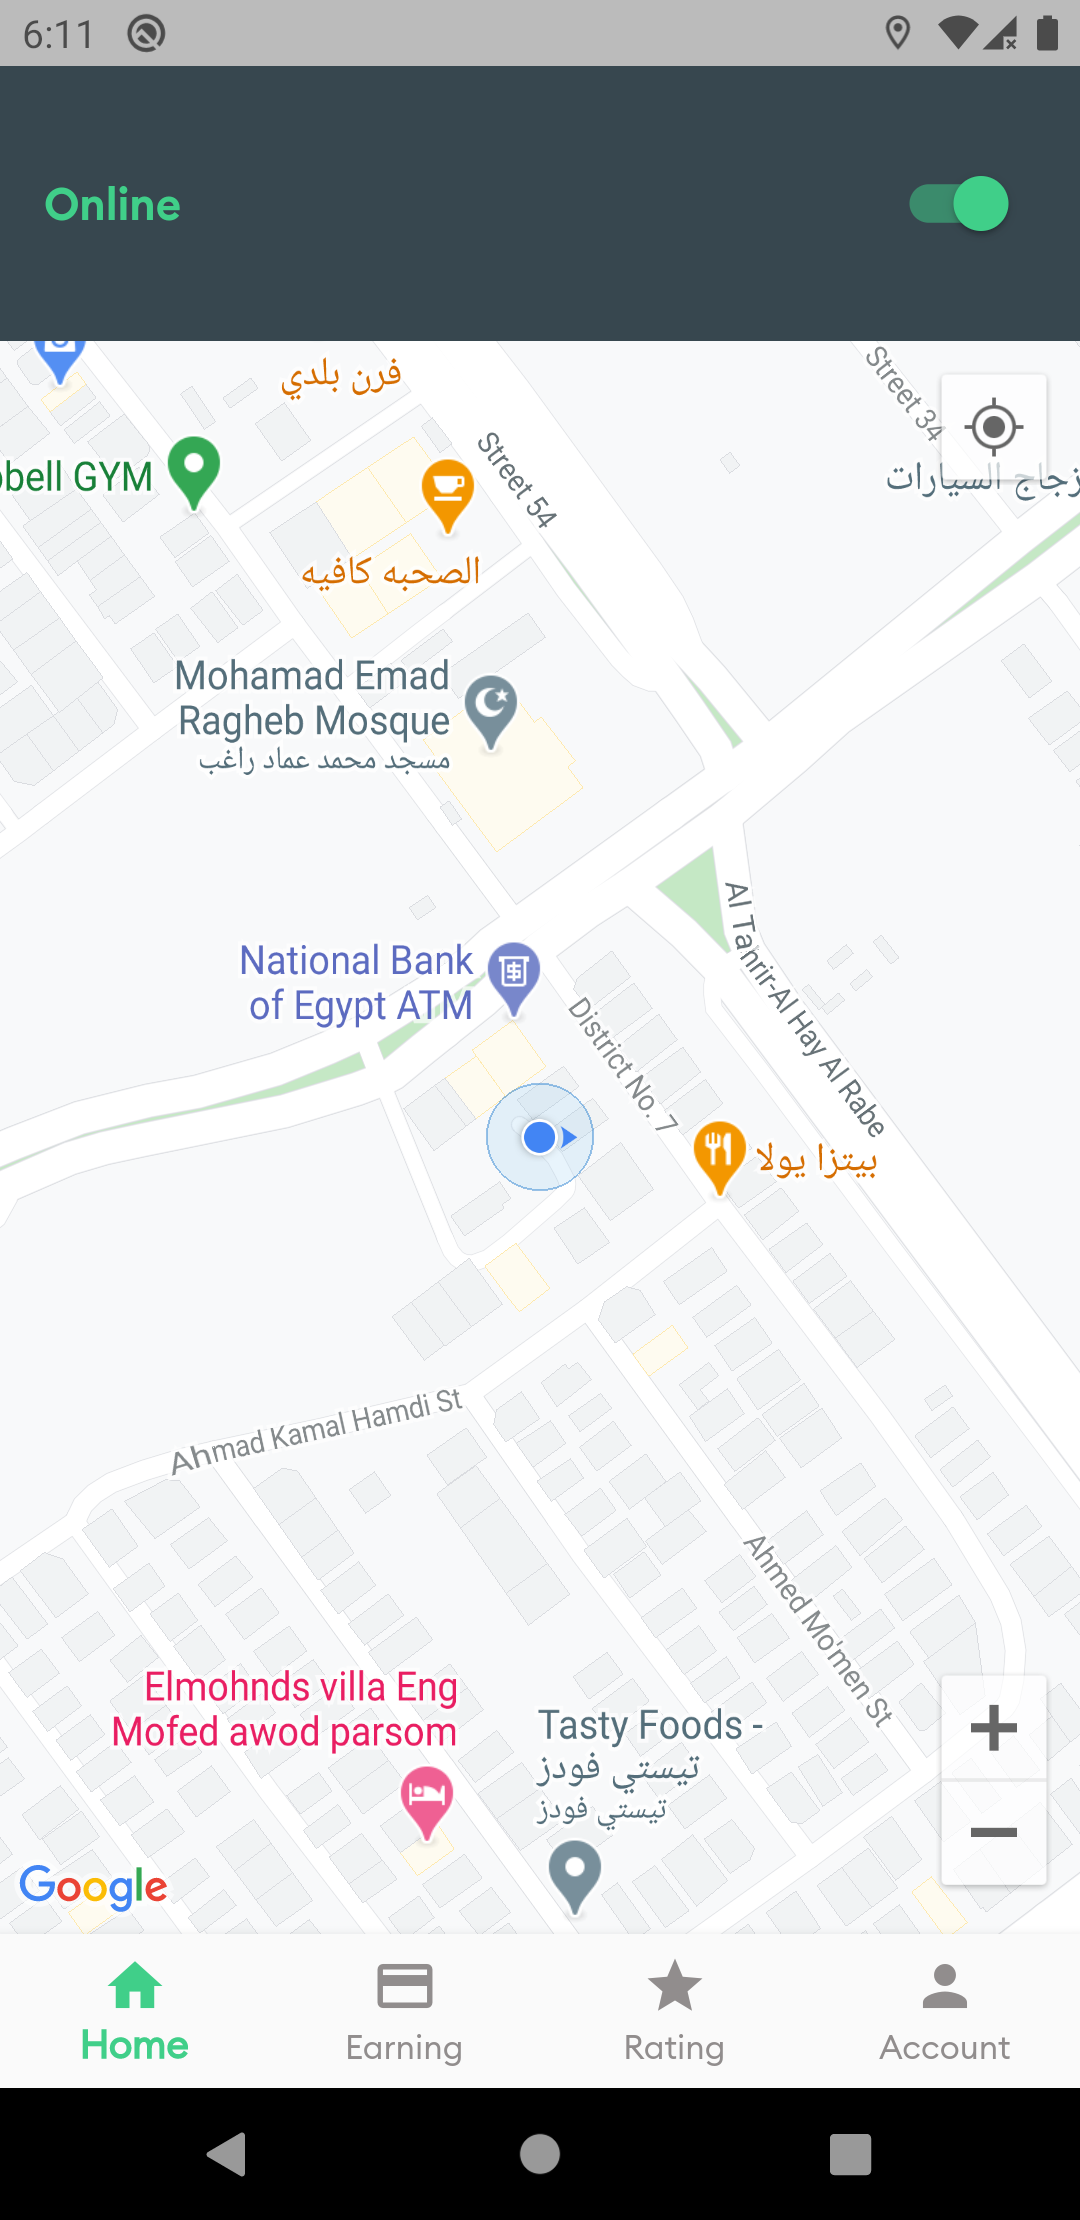 6:11
Online
فرن بلدي
Street 34
bell GYM
Street 54
زجاج السيارات
الصحبه كافيه
Mohamad Emad
Ragheb Mosque
مسجد محمد عماد راغب
Al Tahrir-Al Hay Al Rabe
National Bank
of Egypt ATM
District No. 7
بيتزا يولا
Ahmad Kamal Hamdi St
Ahmed Mo'men St
Elmohnds villa Eng
Mofed awod parsom
Tasty Foods -
تيستي فودز
تيستي فودز
Google
Home
Earning
Rating
Account